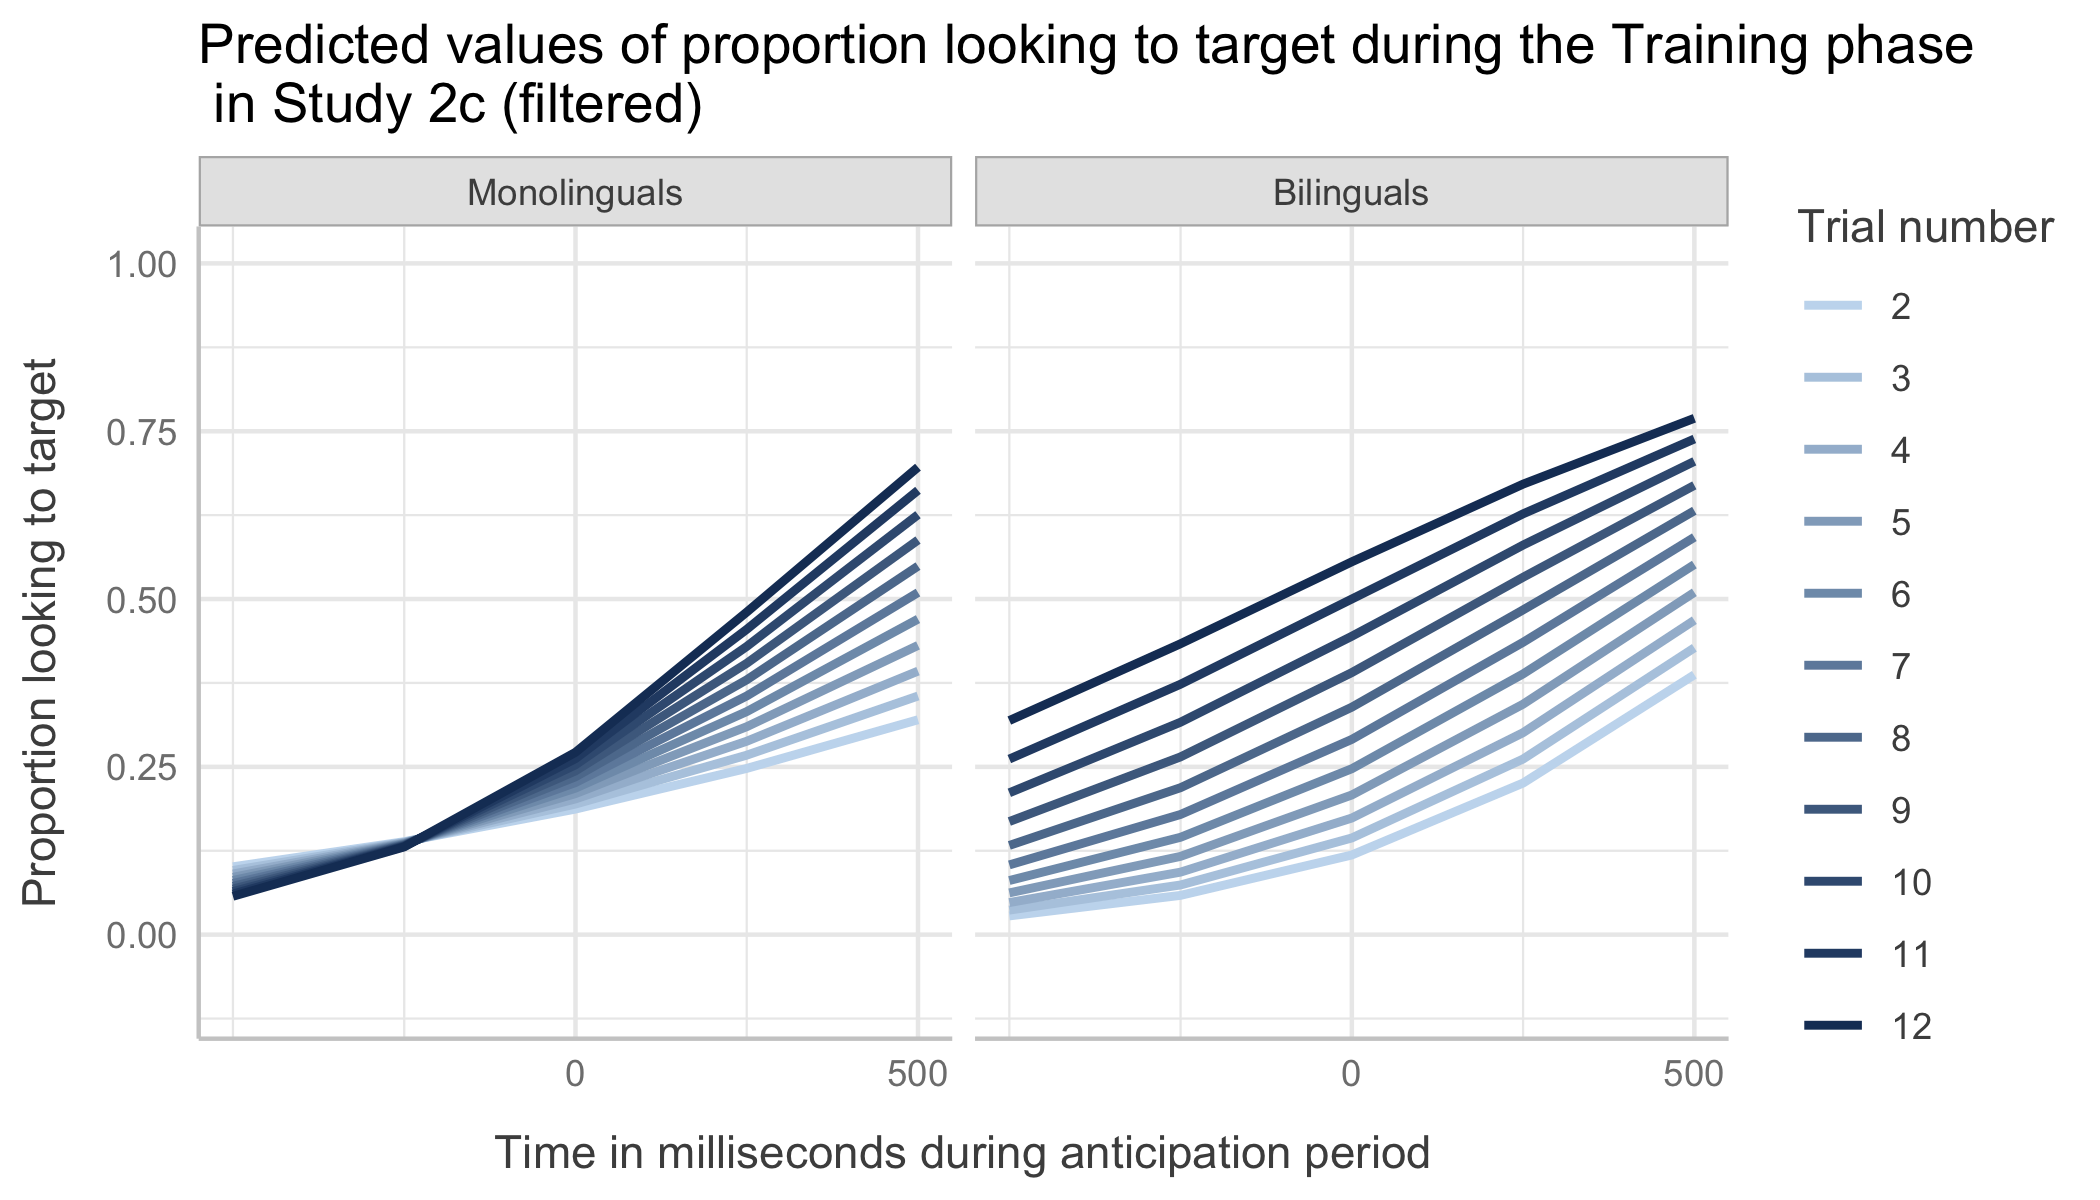 Predicted values of proportion looking to target during the Training phase
in Study 2c (filtered)
Monolinguals
Bilinguals
Trial number
2
3
4
5
6
7
8
9
10
11
12
Proportion looking to target
1.00
0.75
0.50
0.25
0.00
0
500
0
500
Time in milliseconds during anticipation period